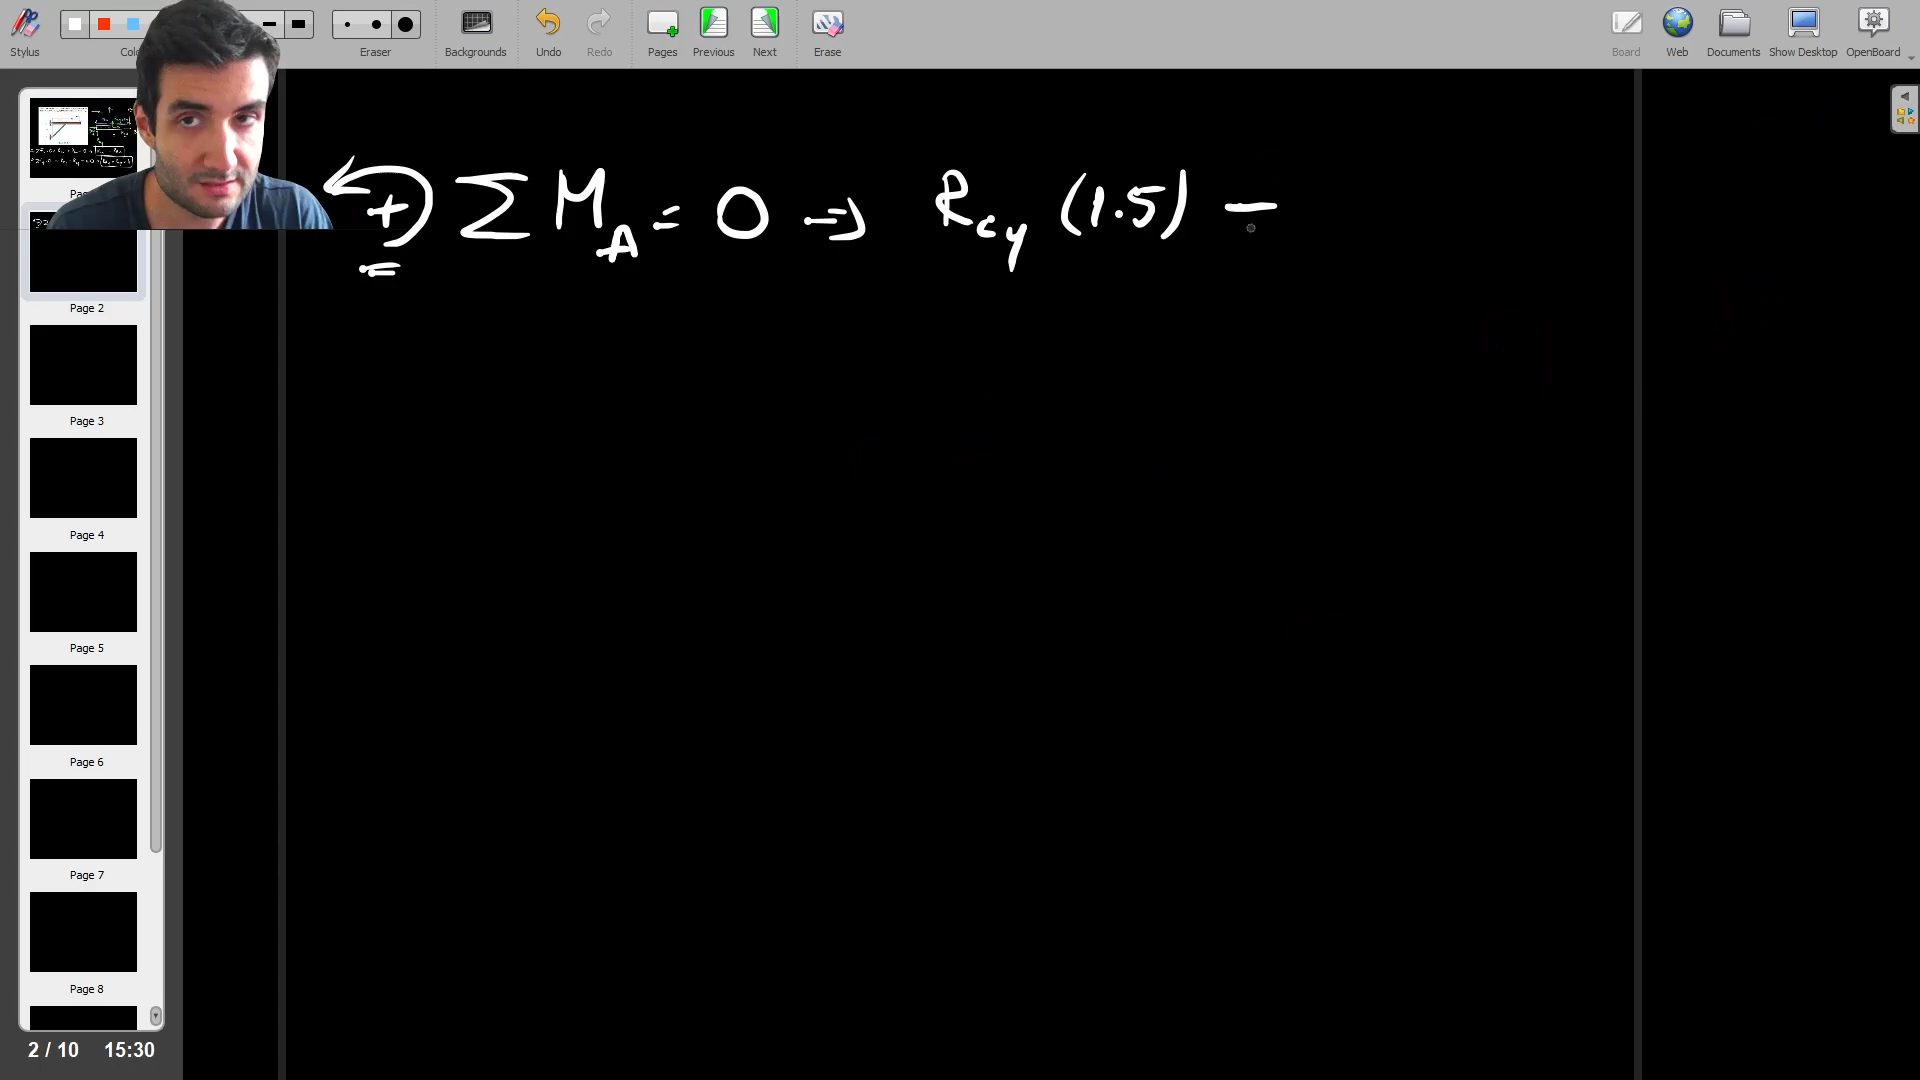 Stylus
Eraser
Backgrounds
Undo
Redo
Pages
Previous
Next
Erase
Board
Web
Documents
Show Desktop
OpenBoard
+ ∑ M_A = 0 ⇒ R_cy (1.5) −
Page 2
Page 3
Page 4
Page 5
Page 6
Page 7
Page 8
2 / 10 15:30